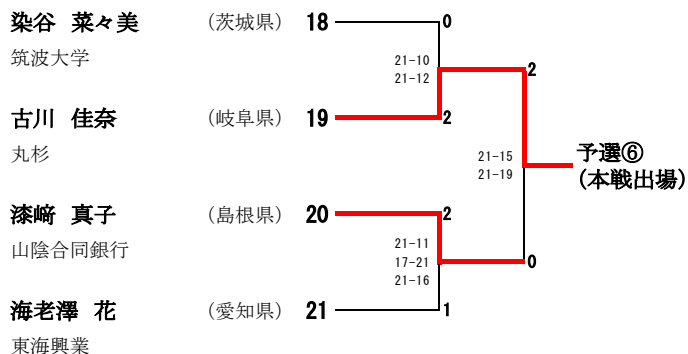 染谷 菜々美 (茨城県) 18
0
筑波大学
21-10
21-12
2
古川 佳奈 (岐阜県) 19
2
丸杉
21-15
21-19
予選⑥
(本戦出場)
漆﨑 真子 (島根県) 20
2
山陰合同銀行
21-11
17-21
21-16
0
海老澤 花 (愛知県) 21
1
東海興業